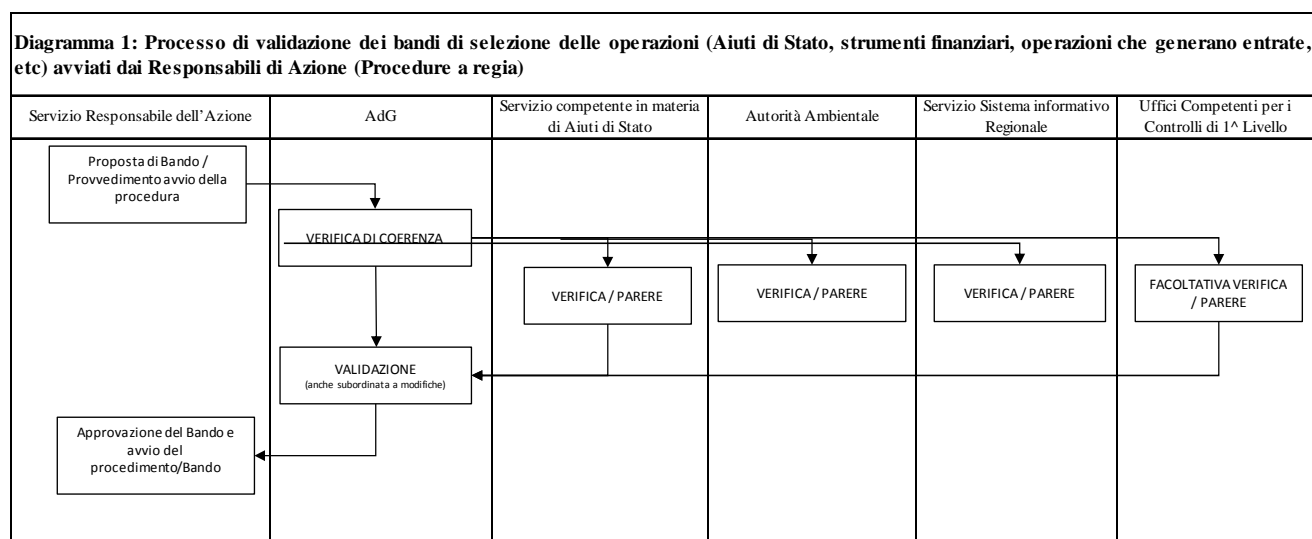 Diagramma 1: Processo di validazione dei bandi di selezione delle operazioni (Aiuti di Stato, strumenti finanziari, operazioni che generano entrate,
etc) avviati dai Responsabili di Azione (Procedure a regia)
Servizio Responsabile dell'Azione
AdG
Servizio competente in materia
di Aiuti di Stato
Autorità Ambientale
Servizio Sistema informativo
Regionale
Uffici Competenti per i
Controlli di 1^ Livello
Proposta di Bando /
Provvedimento avvio della
procedura
VERIFICA DI COERENZA
VERIFICA / PARERE
VERIFICA / PARERE
VERIFICA / PARERE
FACOLTATIVA VERIFICA
/ PARERE
VALIDAZIONE
(anche subordinata a modifiche)
Approvazione del Bando e
avvio del
procedimento/Bando